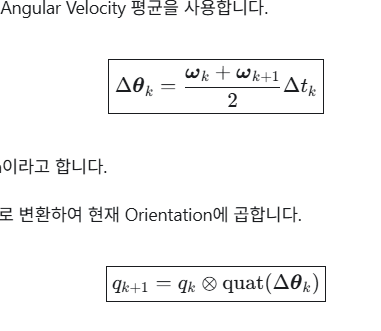 Angular Velocity 평균을 사용합니다.
Δθ_k = (ω_k + ω_{k+1})/2 Δt_k
이라고 합니다.
로 변환하여 현재 Orientation에 곱합니다.
q_{k+1} = q_k ⊗ quat(Δθ_k)